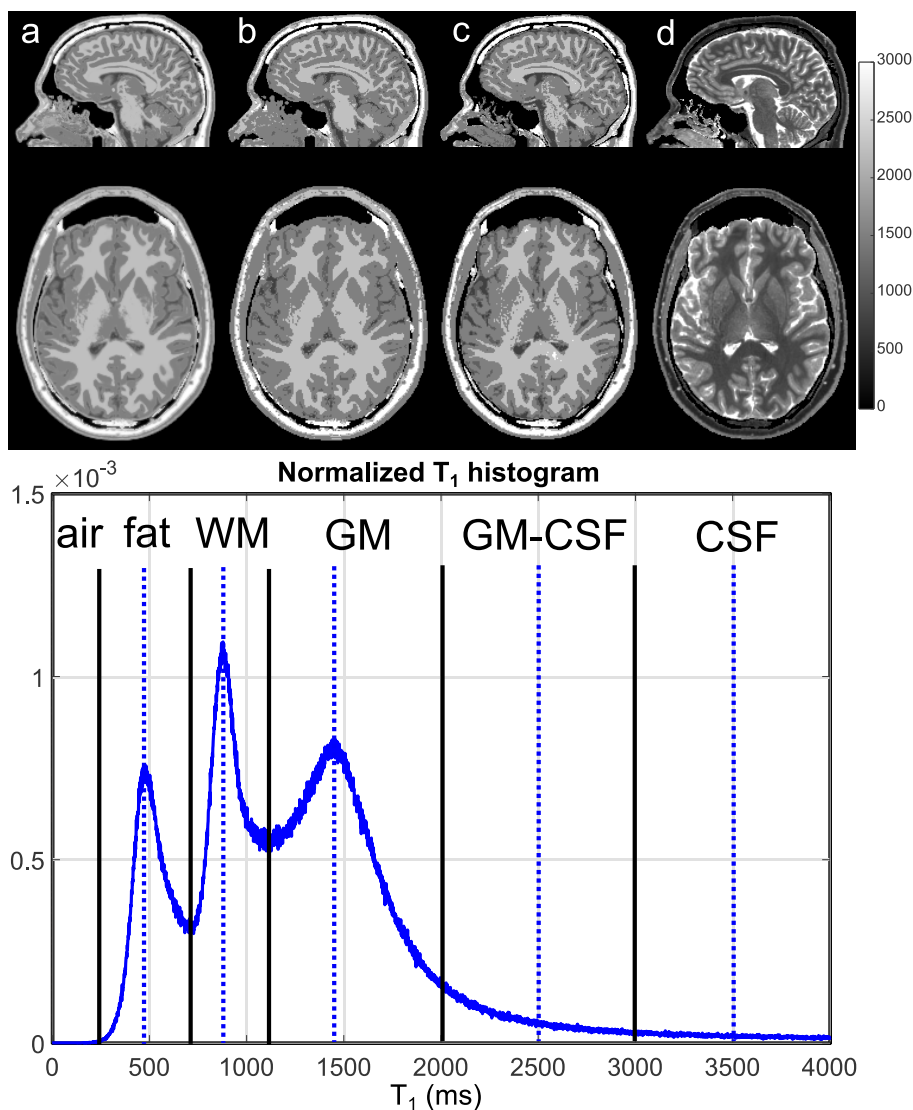 a b c d
3000
2500
2000
1500
1000
500
0
×10⁻³ Normalized T₁ histogram
1.5
air fat WM GM GM-CSF CSF
1
0.5
0
0 500 1000 1500 2000 2500 3000 3500 4000
T₁ (ms)